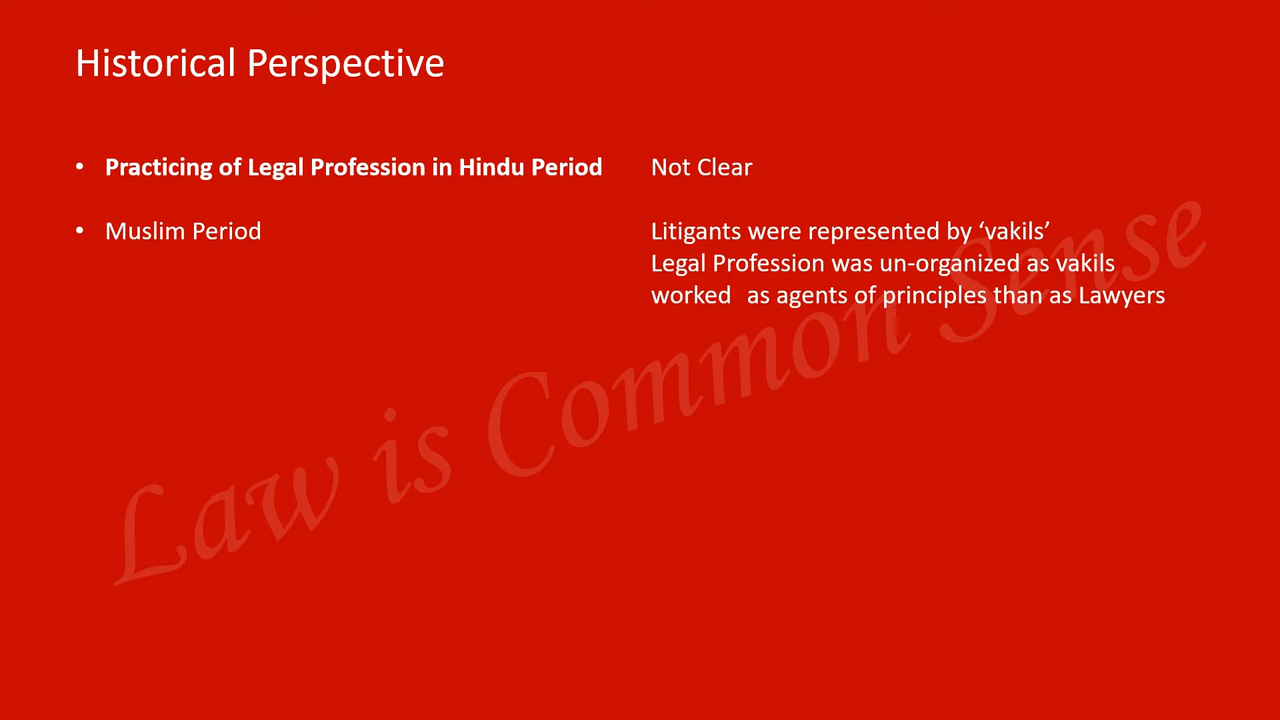 Historical Perspective
• Practicing of Legal Profession in Hindu Period Not Clear
• Muslim Period Litigants were represented by ‘vakils’
Legal Profession was un-organized as vakils
worked as agents of principles than as Lawyers
Law is Common Sense